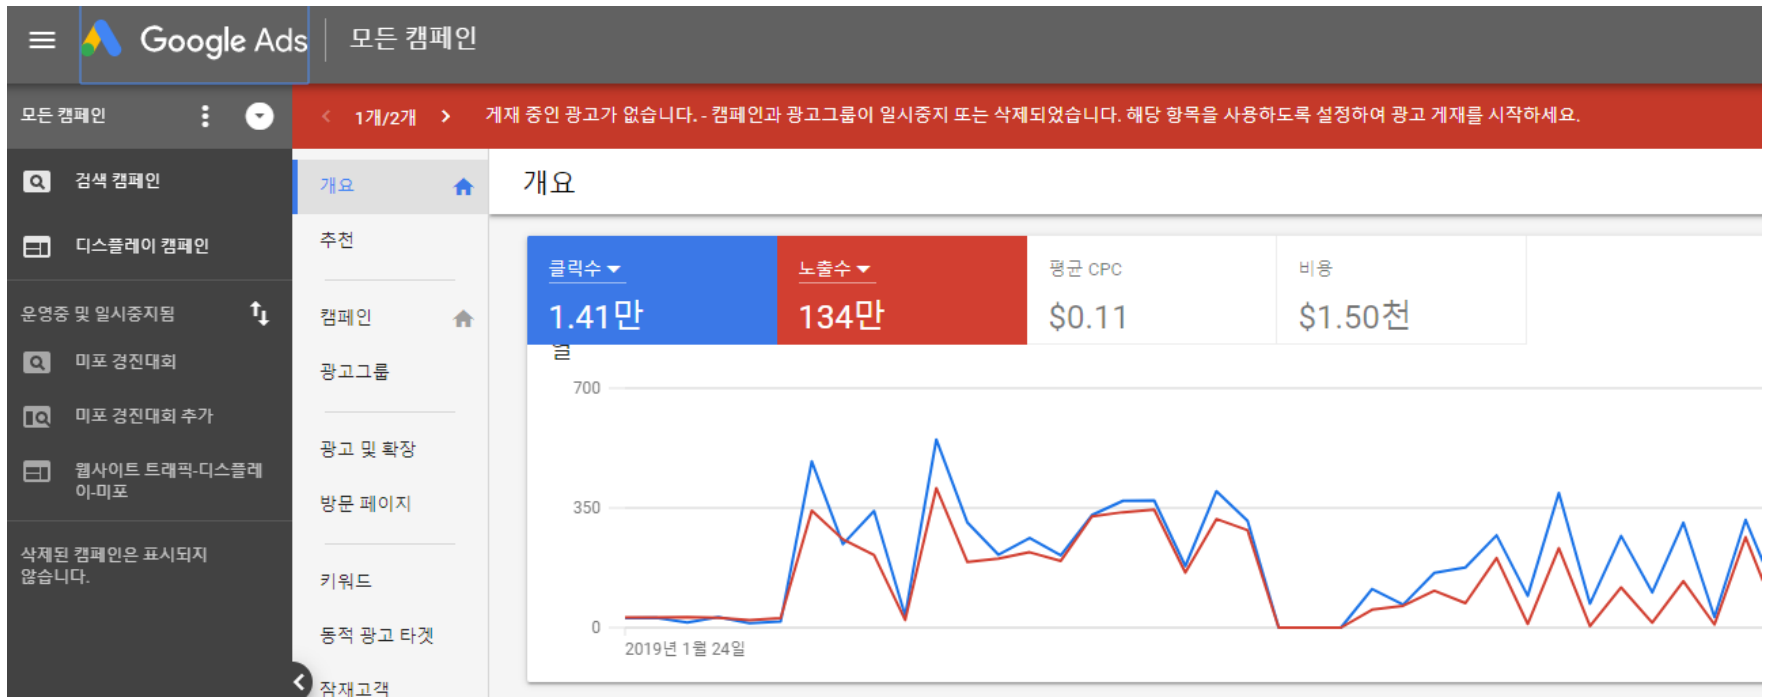 Google Ads
모든 캠페인
모든 캠페인
1개/2개
게재 중인 광고가 없습니다. - 캠페인과 광고그룹이 일시중지 또는 삭제되었습니다. 해당 항목을 사용하도록 설정하여 광고 게재를 시작하세요.
검색 캠페인
디스플레이 캠페인
운영중 및 일시중지됨
미포 경진대회
미포 경진대회 추가
웹사이트 트래픽-디스플레
이-미포
삭제된 캠페인은 표시되지
않습니다.
개요
추천
캠페인
광고그룹
광고 및 확장
방문 페이지
키워드
동적 광고 타겟
잠재고객
개요
클릭수
1.41만
노출수
134만
평균 CPC
$0.11
비용
$1.50천
700
350
0
2019년 1월 24일